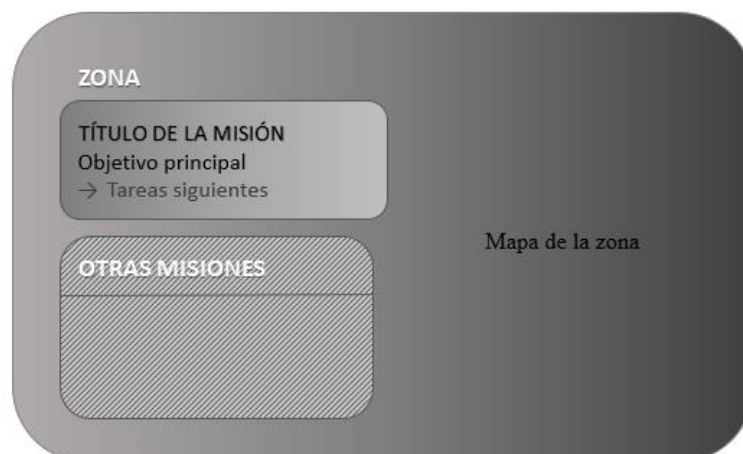 ZONA
TÍTULO DE LA MISIÓN
Objetivo principal
→ Tareas siguientes
OTRAS MISIONES
Mapa de la zona